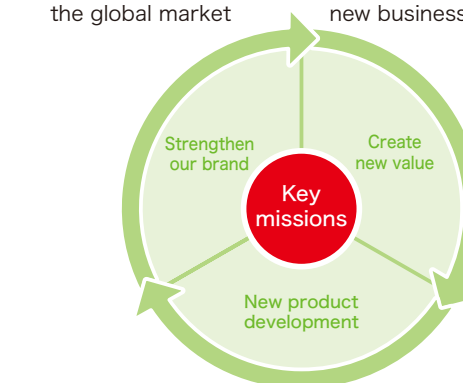 the global market
new business
Strengthen
our brand
Create
new value
Key
missions
New product
development